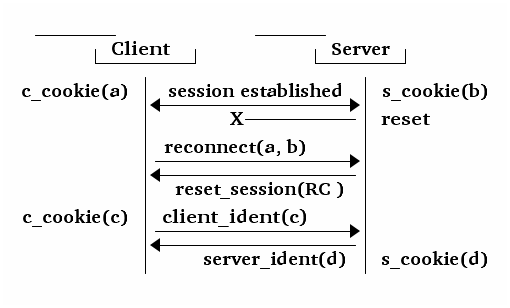 Client Server
c_cookie(a) session established s_cookie(b)
X reset
reconnect(a, b)
reset_session(RC )
c_cookie(c) client_ident(c)
server_ident(d) s_cookie(d)